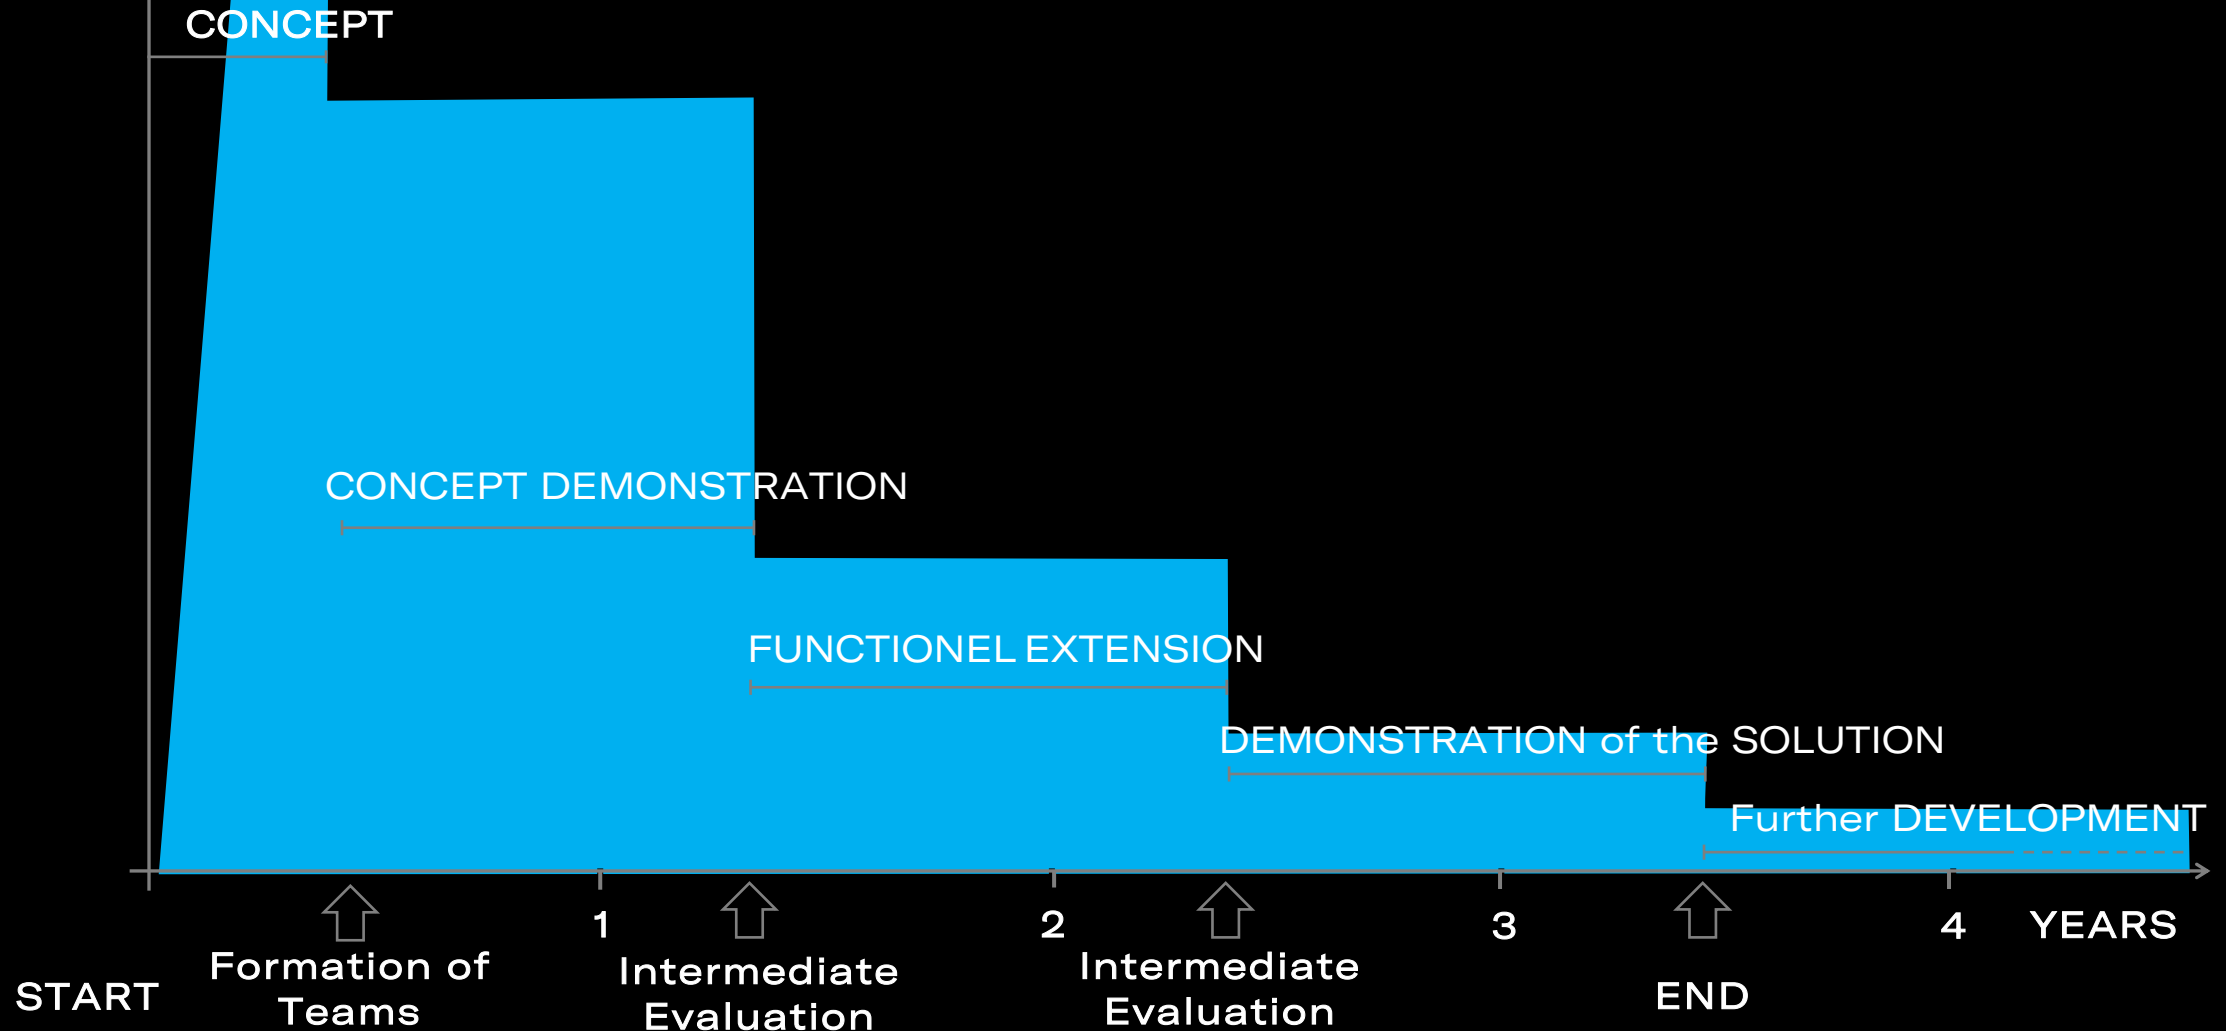 CONCEPT
CONCEPT DEMONSTRATION
FUNCTIONEL EXTENSION
DEMONSTRATION of the SOLUTION
Further DEVELOPMENT
1
2
3
4
YEARS
START
Formation of
Teams
Intermediate
Evaluation
Intermediate
Evaluation
END